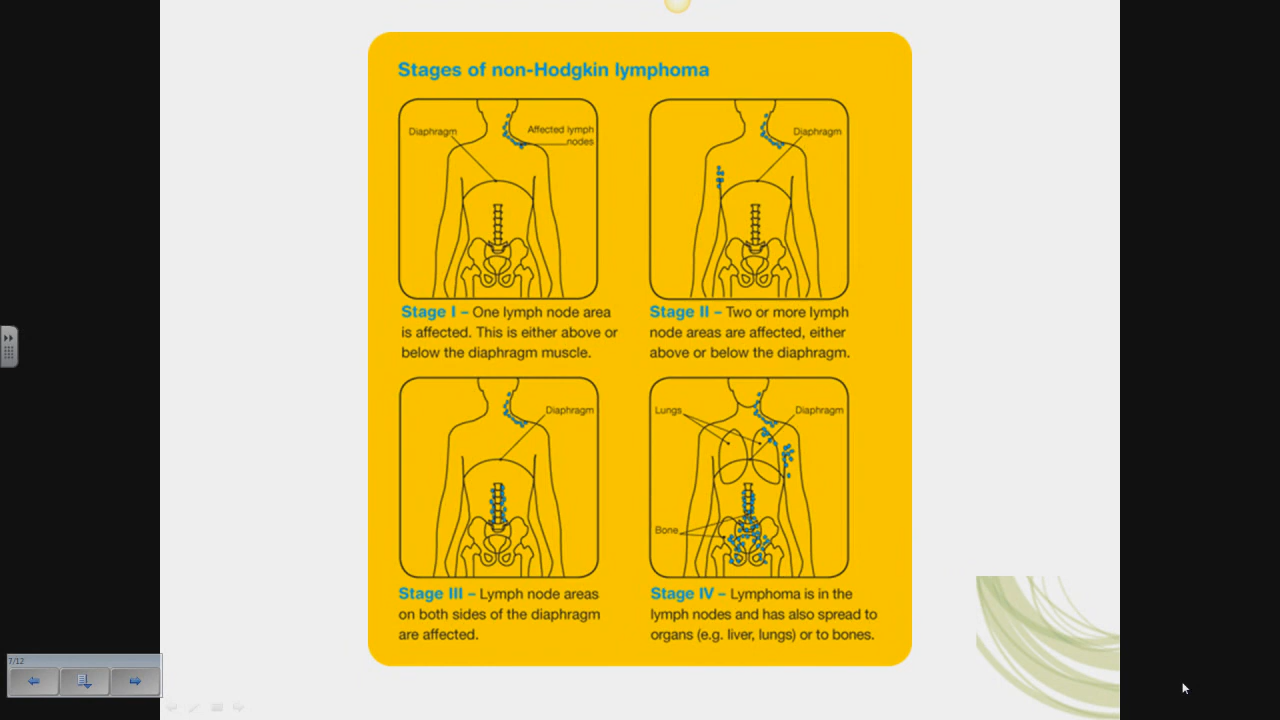 Stages of non-Hodgkin lymphoma
Diaphragm
Affected lymph
nodes
Diaphragm
Stage I – One lymph node area
is affected. This is either above or
below the diaphragm muscle.
Stage II – Two or more lymph
node areas are affected, either
above or below the diaphragm.
Diaphragm
Lungs
Diaphragm
Bone
Stage III – Lymph node areas
on both sides of the diaphragm
are affected.
Stage IV – Lymphoma is in the
lymph nodes and has also spread to
organs (e.g. liver, lungs) or to bones.
7/12